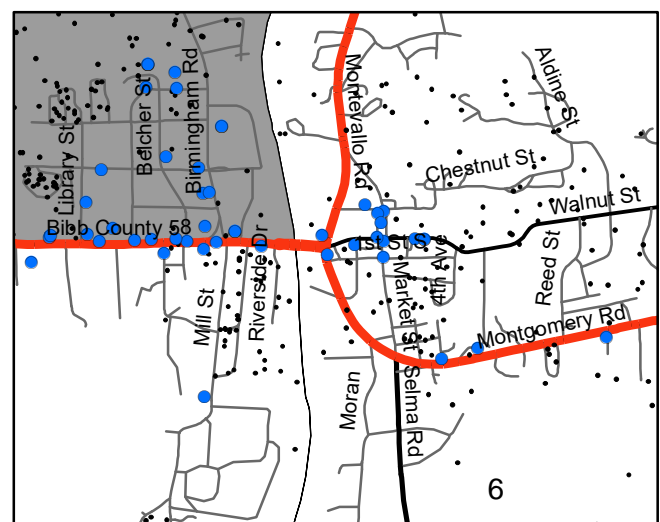 Library St
Belcher St
Birmingham Rd
Montevallo Rd
Aldine St
Chestnut St
Walnut St
Bibb County 58
1st St S
Riverside Dr
Mill St
Market St
4th Ave
Reed St
Montgomery Rd
Moran
Selma Rd
6